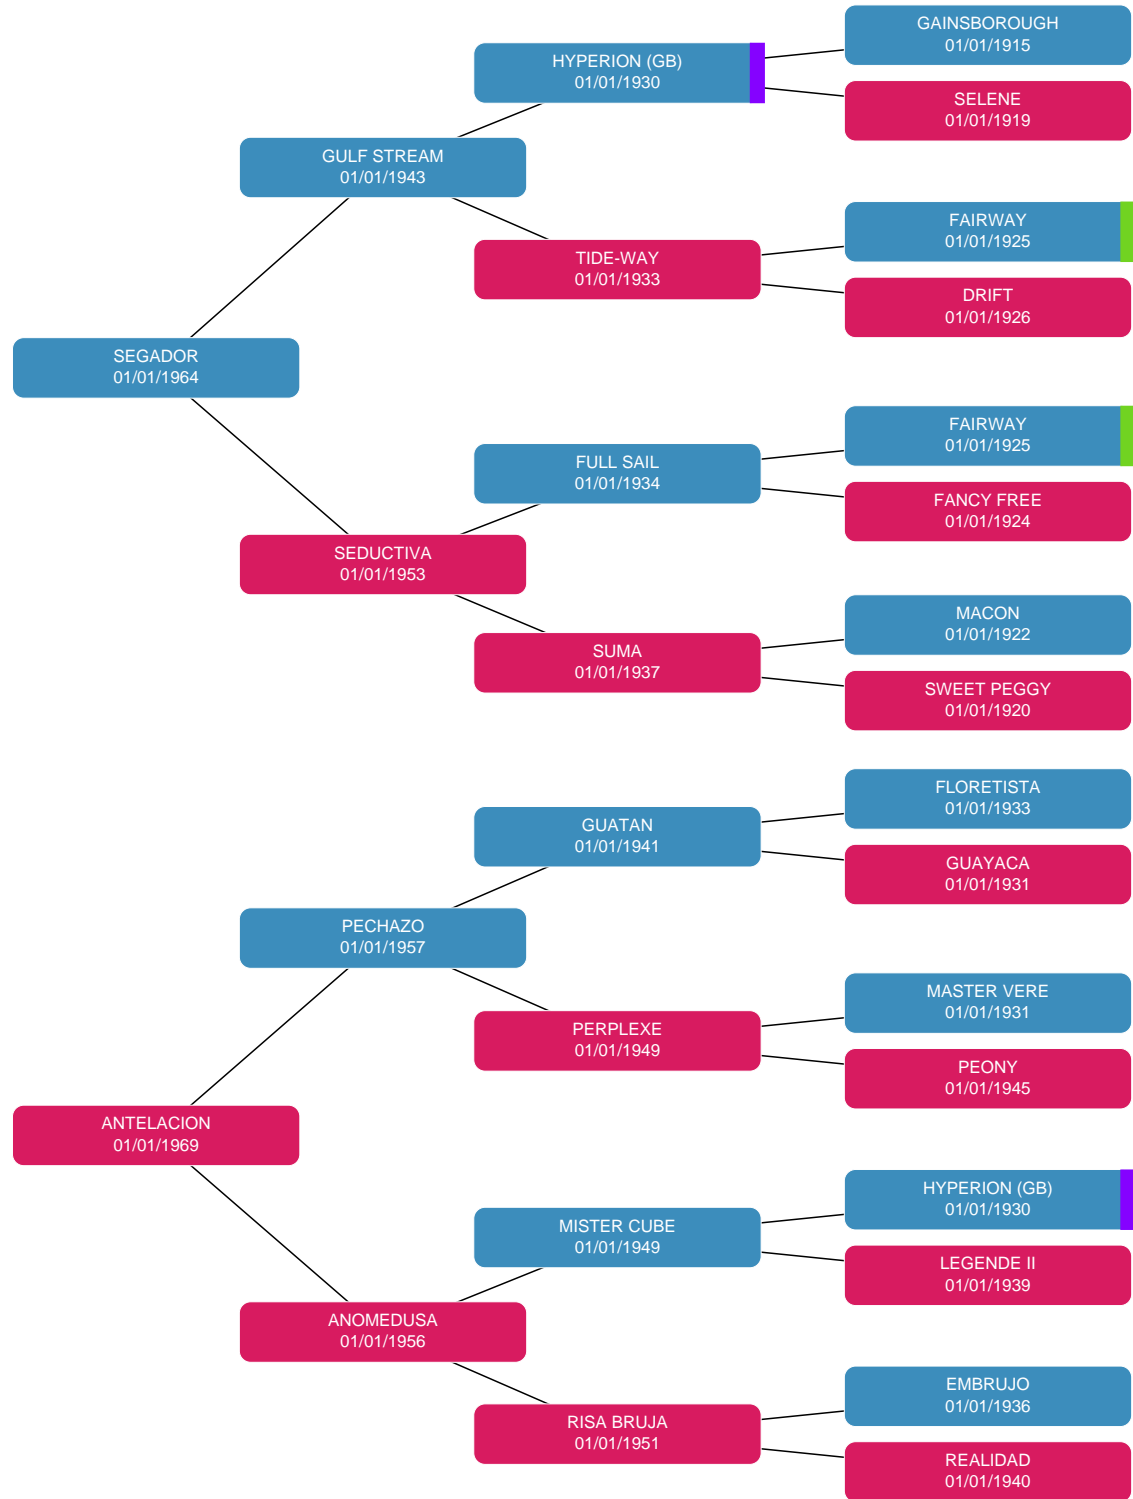 GAINSBOROUGH
01/01/1915
HYPERION (GB)
01/01/1930
SELENE
01/01/1919
GULF STREAM
01/01/1943
FAIRWAY
01/01/1925
TIDE-WAY
01/01/1933
DRIFT
01/01/1926
SEGADOR
01/01/1964
FAIRWAY
01/01/1925
FULL SAIL
01/01/1934
FANCY FREE
01/01/1924
SEDUCTIVA
01/01/1953
MACON
01/01/1922
SUMA
01/01/1937
SWEET PEGGY
01/01/1920
FLORETISTA
01/01/1933
GUATAN
01/01/1941
GUAYACA
01/01/1931
PECHAZO
01/01/1957
MASTER VERE
01/01/1931
PERPLEXE
01/01/1949
PEONY
01/01/1945
ANTELACION
01/01/1969
HYPERION (GB)
01/01/1930
MISTER CUBE
01/01/1949
LEGENDE II
01/01/1939
ANOMEDUSA
01/01/1956
EMBRUJO
01/01/1936
RISA BRUJA
01/01/1951
REALIDAD
01/01/1940